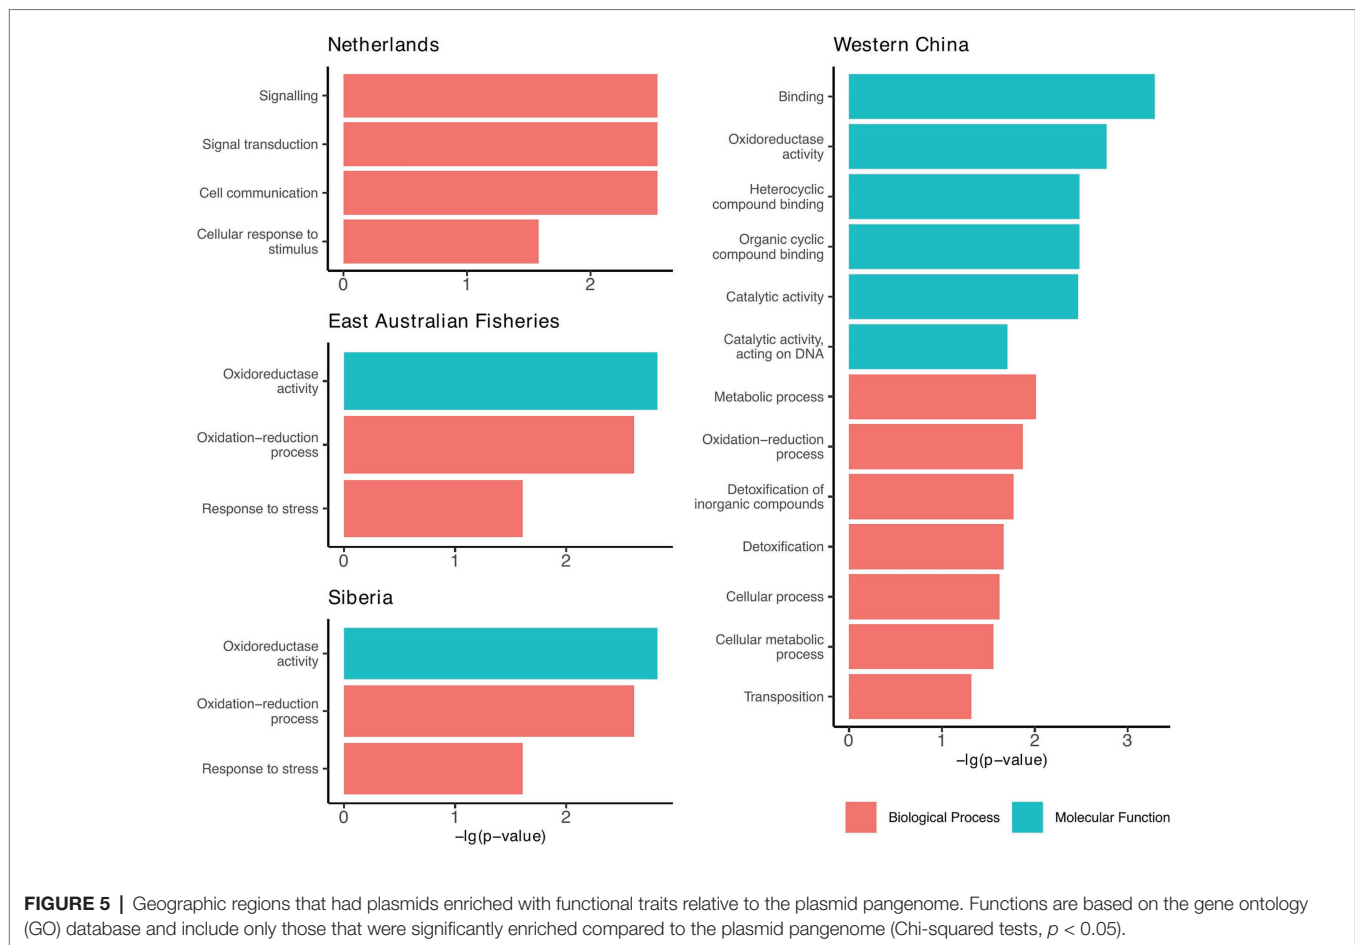 Netherlands
Signalling
Signal transduction
Cell communication
Cellular response to
stimulus
0 1 2
East Australian Fisheries
Oxidoreductase
activity
Oxidation−reduction
process
Response to stress
0 1 2
Siberia
Oxidoreductase
activity
Oxidation−reduction
process
Response to stress
0 1 2
−lg(p−value)
Western China
Binding
Oxidoreductase
activity
Heterocyclic
compound binding
Organic cyclic
compound binding
Catalytic activity
Catalytic activity,
acting on DNA
Metabolic process
Oxidation−reduction
process
Detoxification of
inorganic compounds
Detoxification
Cellular process
Cellular metabolic
process
Transposition
0 1 2 3
−lg(p−value)
Biological Process Molecular Function
FIGURE 5 | Geographic regions that had plasmids enriched with functional traits relative to the plasmid pangenome. Functions are based on the gene ontology
(GO) database and include only those that were significantly enriched compared to the plasmid pangenome (Chi-squared tests, p < 0.05).